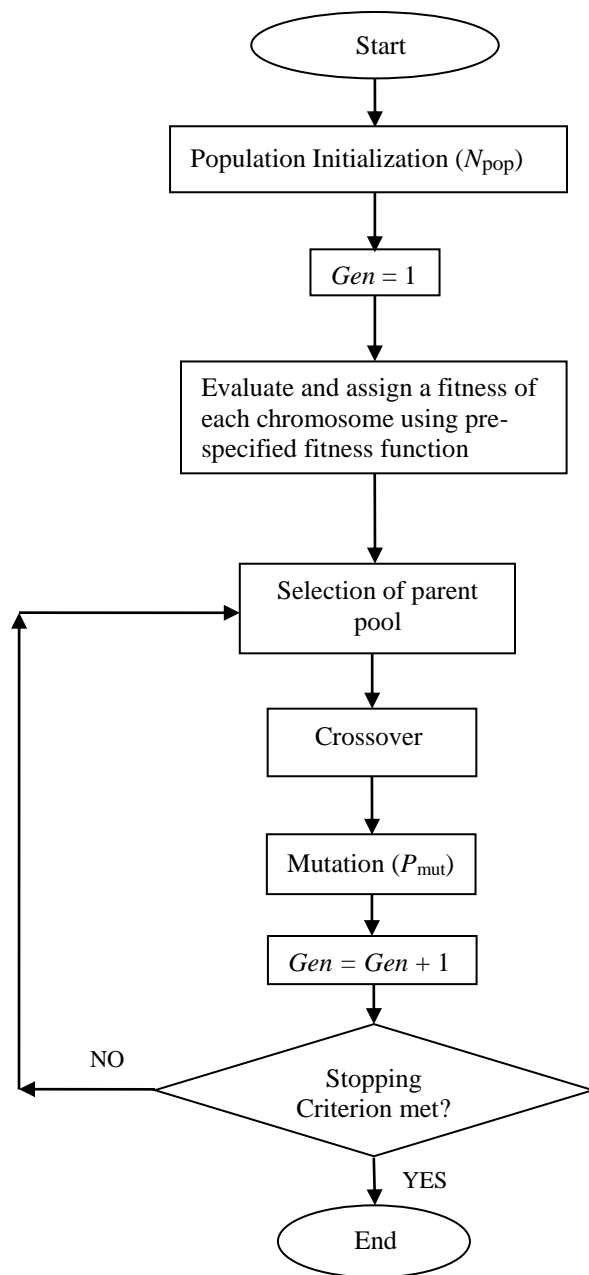 Start
Population Initialization (Npop)
Gen = 1
Evaluate and assign a fitness of
each chromosome using pre-
specified fitness function
Selection of parent
pool
Crossover
Mutation (Pmut)
Gen = Gen + 1
NO
Stopping
Criterion met?
YES
End